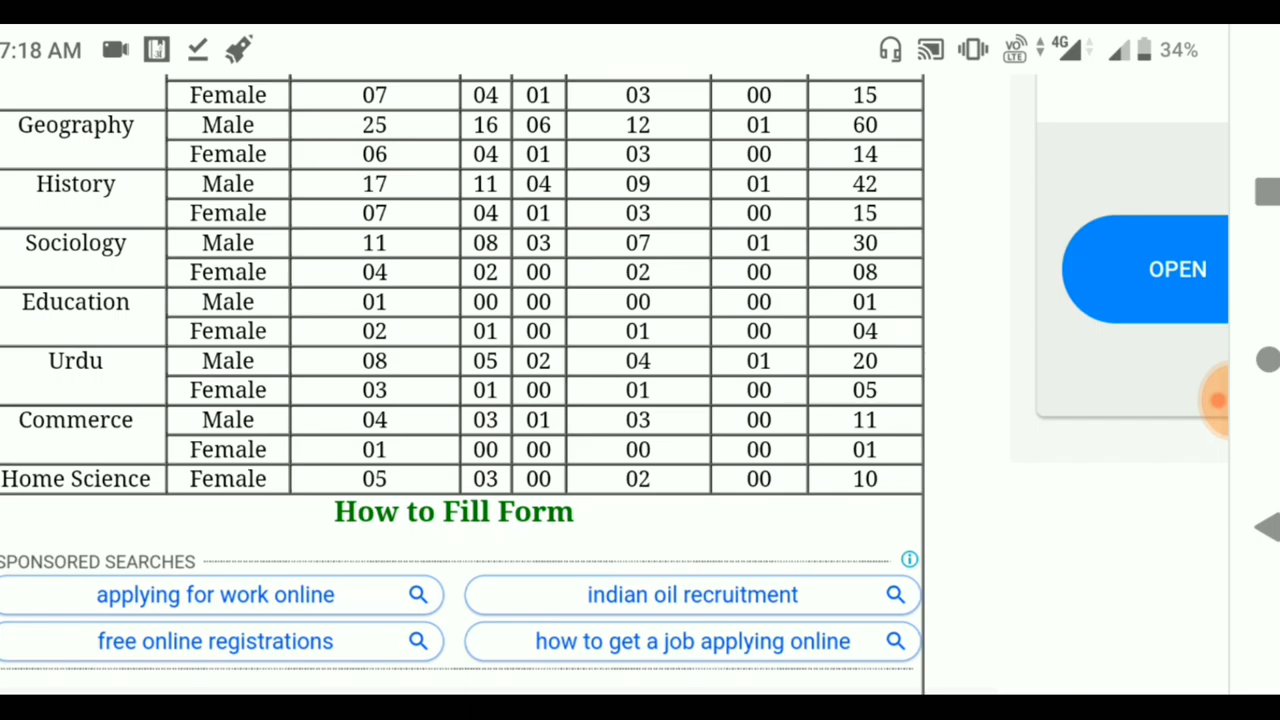 7:18 AM VO LTE 4G 34%
Female 07 04 01 03 00 15
Geography Male 25 16 06 12 01 60
Female 06 04 01 03 00 14
History Male 17 11 04 09 01 42
Female 07 04 01 03 00 15
Sociology Male 11 08 03 07 01 30
Female 04 02 00 02 00 08
OPEN
Education Male 01 00 00 00 00 01
Female 02 01 00 01 00 04
Urdu Male 08 05 02 04 01 20
Female 03 01 00 01 00 05
Commerce Male 04 03 01 03 00 11
Female 01 00 00 00 00 01
Home Science Female 05 03 00 02 00 10
How to Fill Form
SPONSORED SEARCHES
applying for work online indian oil recruitment
free online registrations how to get a job applying online